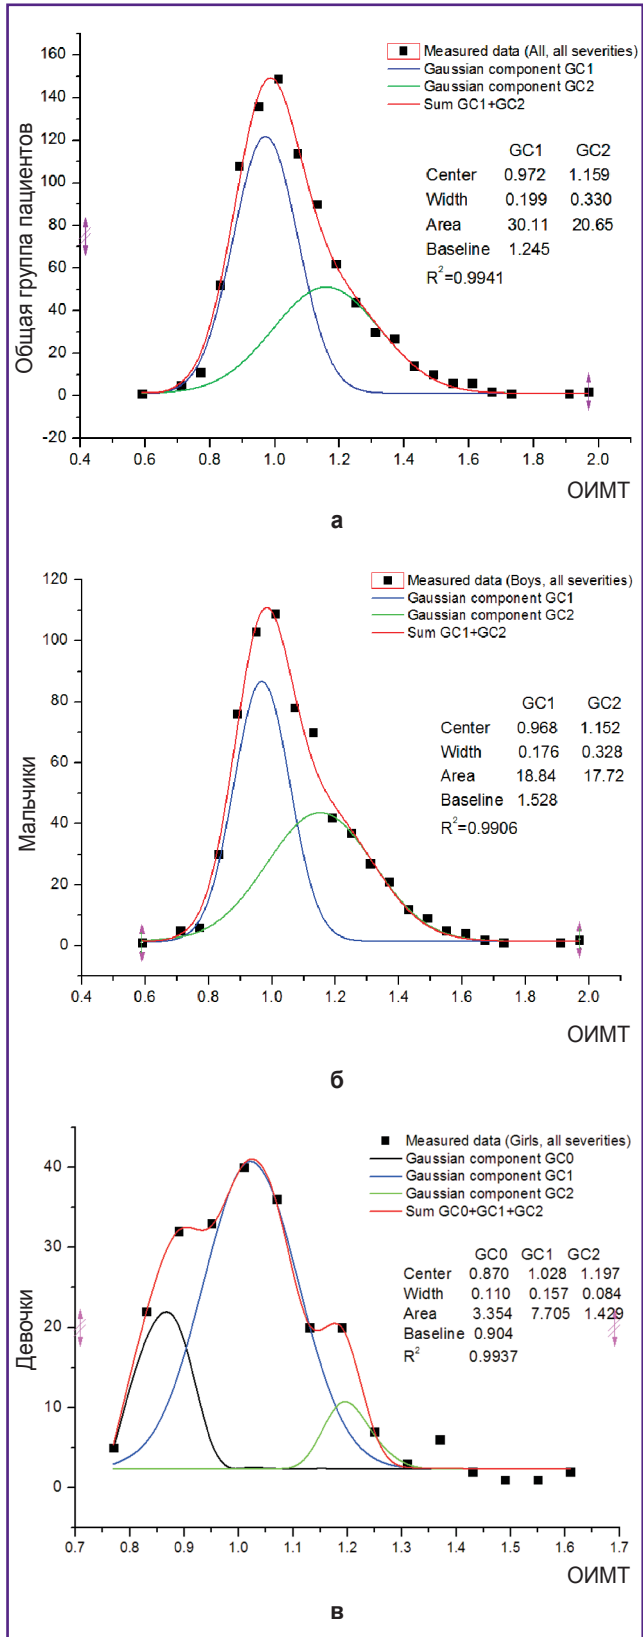 Measured data (All, all severities)
Gaussian component GC1
Gaussian component GC2
Sum GC1+GC2
GC1 GC2
Center 0.972 1.159
Width 0.199 0.330
Area 30.11 20.65
Baseline 1.245
R²=0.9941
Общая группа пациентов
160
140
120
100
80
60
40
20
0
-20
0.4 0.6 0.8 1.0 1.2 1.4 1.6 1.8 2.0
ОИМТ
а
Measured data (Boys, all severities)
Gaussian component GC1
Gaussian component GC2
Sum GC1+GC2
GC1 GC2
Center 0.968 1.152
Width 0.176 0.328
Area 18.84 17.72
Baseline 1.528
R²=0.9906
Мальчики
120
100
80
60
40
20
0
0.4 0.6 0.8 1.0 1.2 1.4 1.6 1.8 2.0
ОИМТ
б
Measured data (Girls, all severities)
Gaussian component GC0
Gaussian component GC1
Gaussian component GC2
Sum GC0+GC1+GC2
GC0 GC1 GC2
Center 0.870 1.028 1.197
Width 0.110 0.157 0.084
Area 3.354 7.705 1.429
Baseline 0.904
R² 0.9937
Девочки
40
30
20
10
0
0.7 0.8 0.9 1.0 1.1 1.2 1.3 1.4 1.5 1.6 1.7
ОИМТ
в